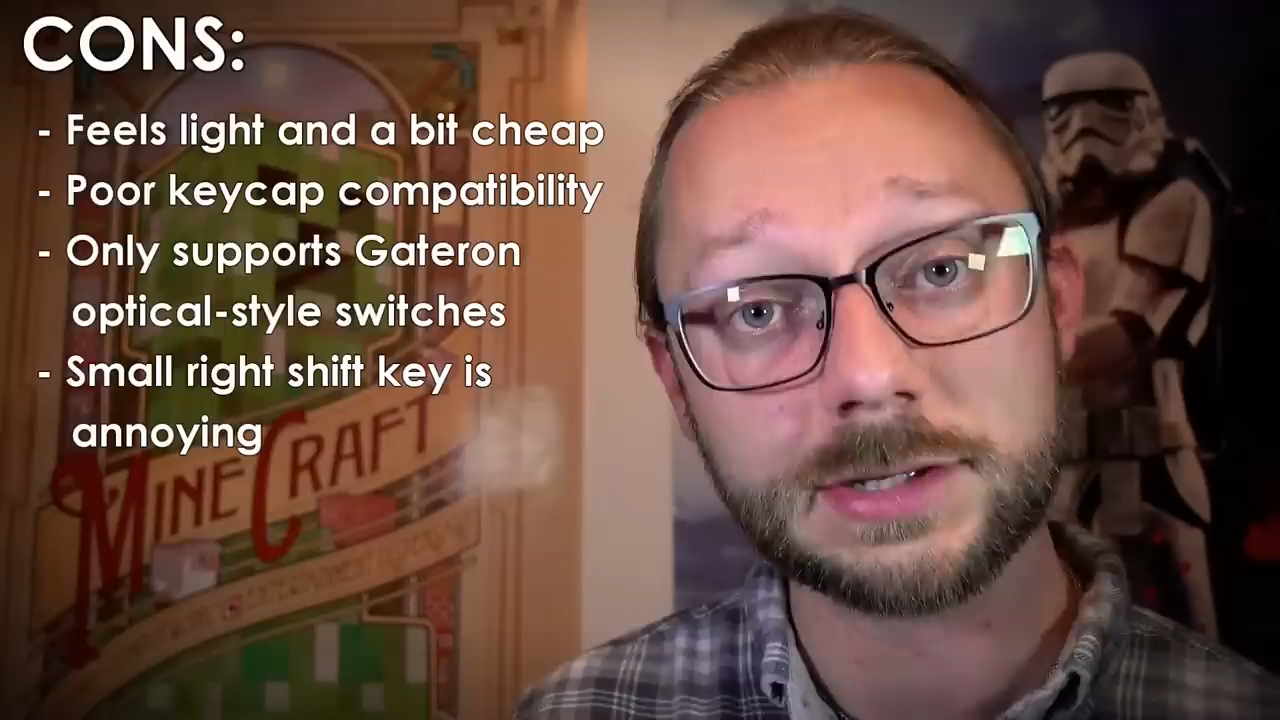 CONS:
- Feels light and a bit cheap
- Poor keycap compatibility
- Only supports Gateron
optical-style switches
- Small right shift key is
annoying
MINECRAFT